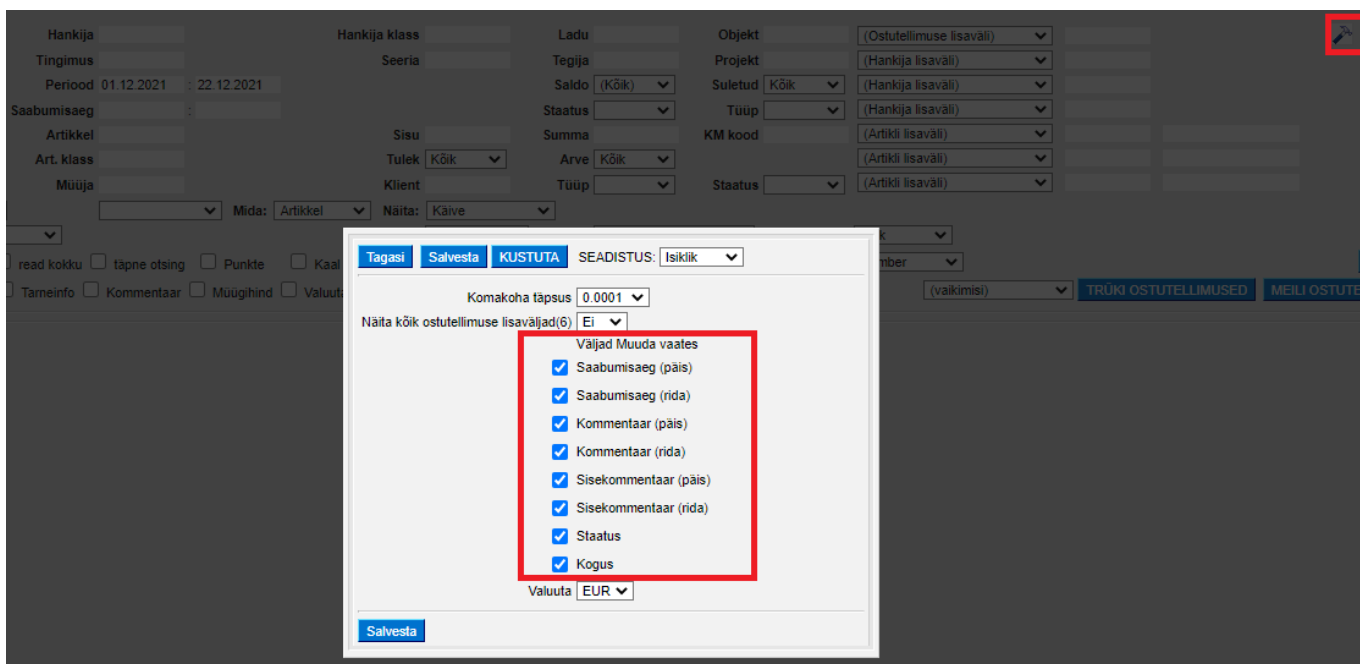 Hankija Hankija klass Ladu Objekt (Ostutellimuse lisaväli)
Tingimus Seeria Tegija Projekt (Hankija lisaväli)
Periood 01.12.2021 : 22.12.2021 Saldo (Kõik) Suletud Kõik (Hankija lisaväli)
Saabumisaeg : Staatus Tüüp (Hankija lisaväli)
Artikkel Sisu Summa KM kood (Artikli lisaväli)
Art. klass Tulek Kõik Arve Kõik (Artikli lisaväli)
Müüja Klient Tüüp Staatus (Artikli lisaväli)
Mida: Artikkel Näita: Käive
read kokku täpne otsing Punkte Kaal
Tarneinfo Kommentaar Müügihind (vaikimisi) TRÜKI OSTUTELLIMUSED MEILI OSTUTE
Tagasi Salvesta KUSTUTA SEADISTUS: Isiklik
Komakoha täpsus 0.0001
Näita kõik ostutellimuse lisaväljad(6) Ei
Väljad Muuda vaates
Saabumisaeg (päis)
Saabumisaeg (rida)
Kommentaar (päis)
Kommentaar (rida)
Sisekommentaar (päis)
Sisekommentaar (rida)
Staatus
Kogus
Valuuta EUR
Salvesta